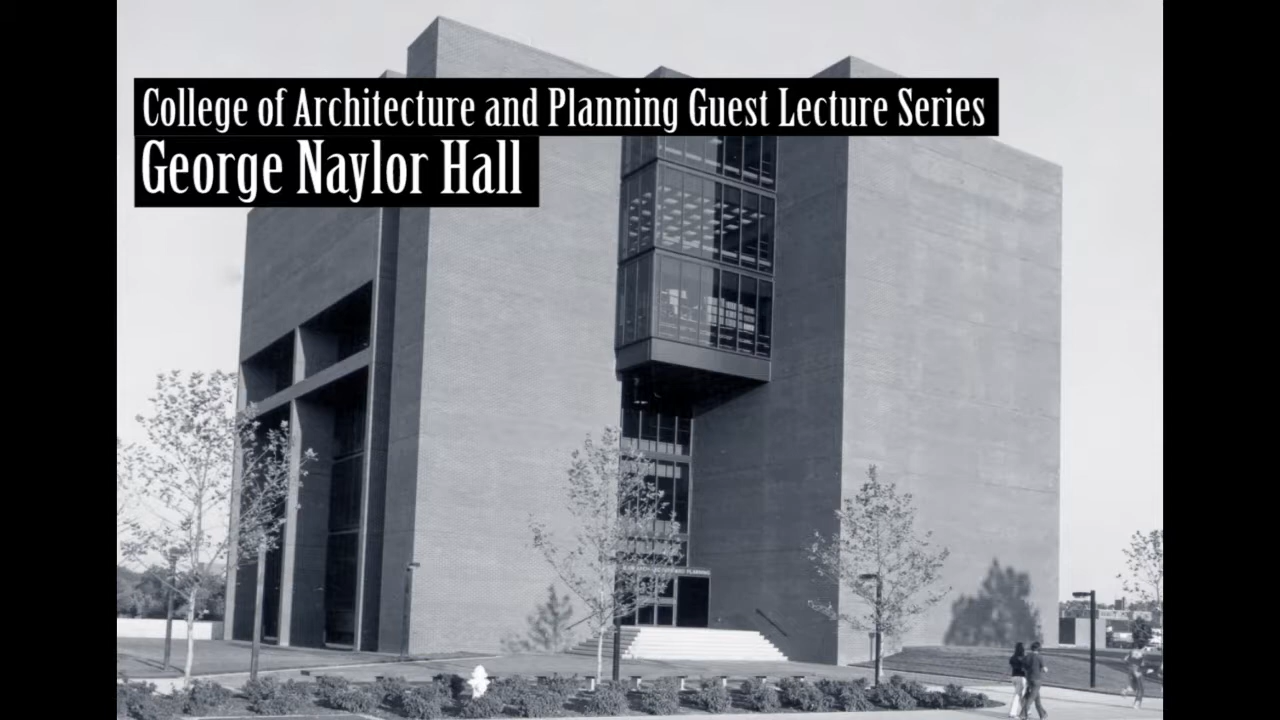 College of Architecture and Planning Guest Lecture Series
George Naylor Hall